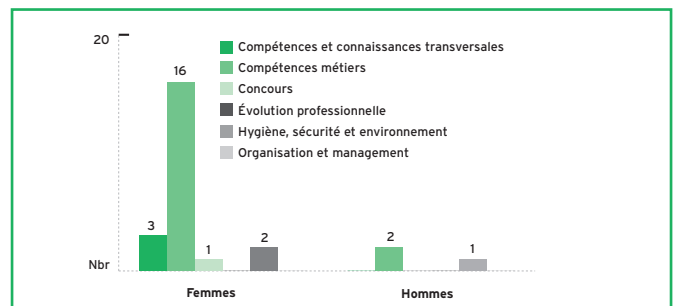 20
Compétences et connaissances transversales
16
Compétences métiers
Concours
Évolution professionnelle
Hygiène, sécurité et environnement
Organisation et management
3
2
2
1
1
Nbr
Femmes
Hommes